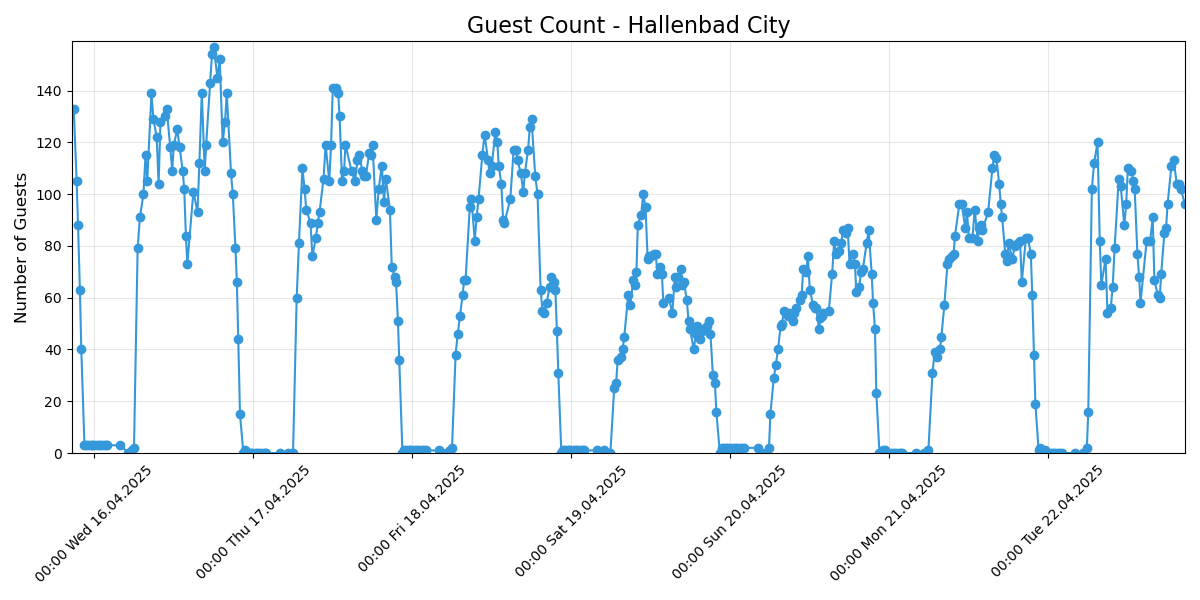 Guest Count - Hallenbad City
Number of Guests
140
120
100
80
60
40
20
0
00:00 Wed 16.04.2025
00:00 Thu 17.04.2025
00:00 Fri 18.04.2025
00:00 Sat 19.04.2025
00:00 Sun 20.04.2025
00:00 Mon 21.04.2025
00:00 Tue 22.04.2025